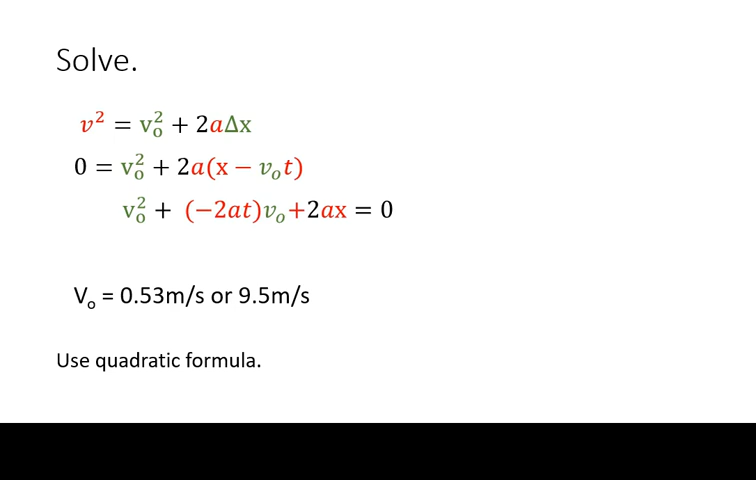 Solve.
v² = v₀² + 2aΔx
0 = v₀² + 2a(x − v₀t)
v₀² + (−2at)v₀+2ax = 0
Vₒ = 0.53m/s or 9.5m/s
Use quadratic formula.